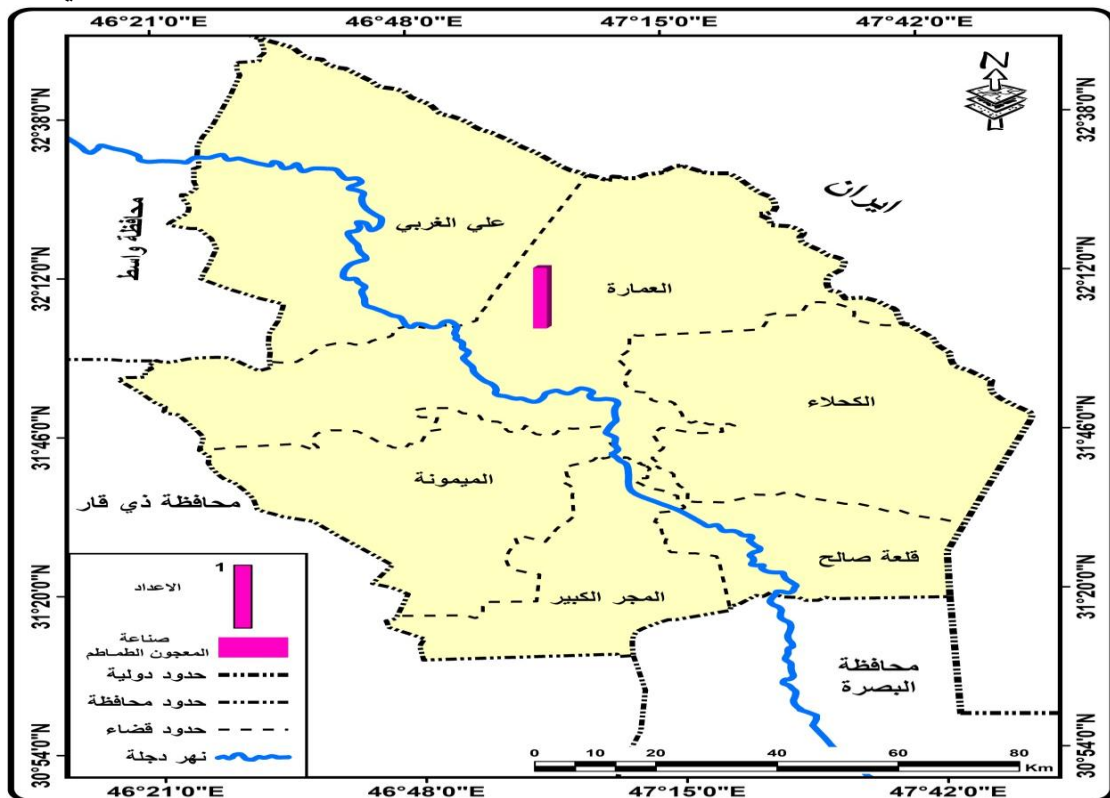 46°21'0"E 46°48'0"E 47°15'0"E 47°42'0"E
N
32°38'0"N
32°38'0"N
ايران
محافظة واسط
علي الغربي
32°12'0"N
العمارة
32°12'0"N
الكحلاء
31°46'0"N
31°46'0"N
الميمونة
محافظة ذي قار
قلعة صالح
31°20'0"N
المجر الكبير
31°20'0"N
محافظة
البصرة
1
الاعداد
صناعة
المعجون الطماطم
حدود دولية
حدود محافظة
حدود قضاء
نهر دجلة
30°54'0"N
30°54'0"N
0 10 20 40 60 80
Km
46°21'0"E 46°48'0"E 47°15'0"E 47°42'0"E